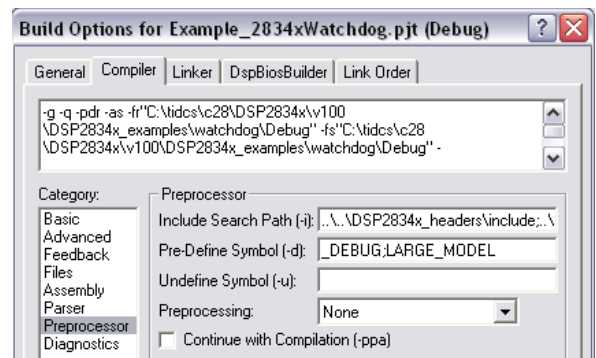 Build Options for Example_2834xWatchdog.pjt (Debug)
General Compiler Linker DspBiosBuilder Link Order
-g -q -pdr -as -fr"C:\tidcs\c28\DSP2834x\v100
\DSP2834x_examples\watchdog\Debug" -fs"C:\tidcs\c28
\DSP2834x\v100\DSP2834x_examples\watchdog\Debug" -
Category:
Basic
Advanced
Feedback
Files
Assembly
Parser
Preprocessor
Diagnostics
Preprocessor
Include Search Path (-i): ..\..\DSP2834x_headers\include;..\
Pre-Define Symbol (-d): _DEBUG;LARGE_MODEL
Undefine Symbol (-u):
Preprocessing: None
Continue with Compilation (-ppa)